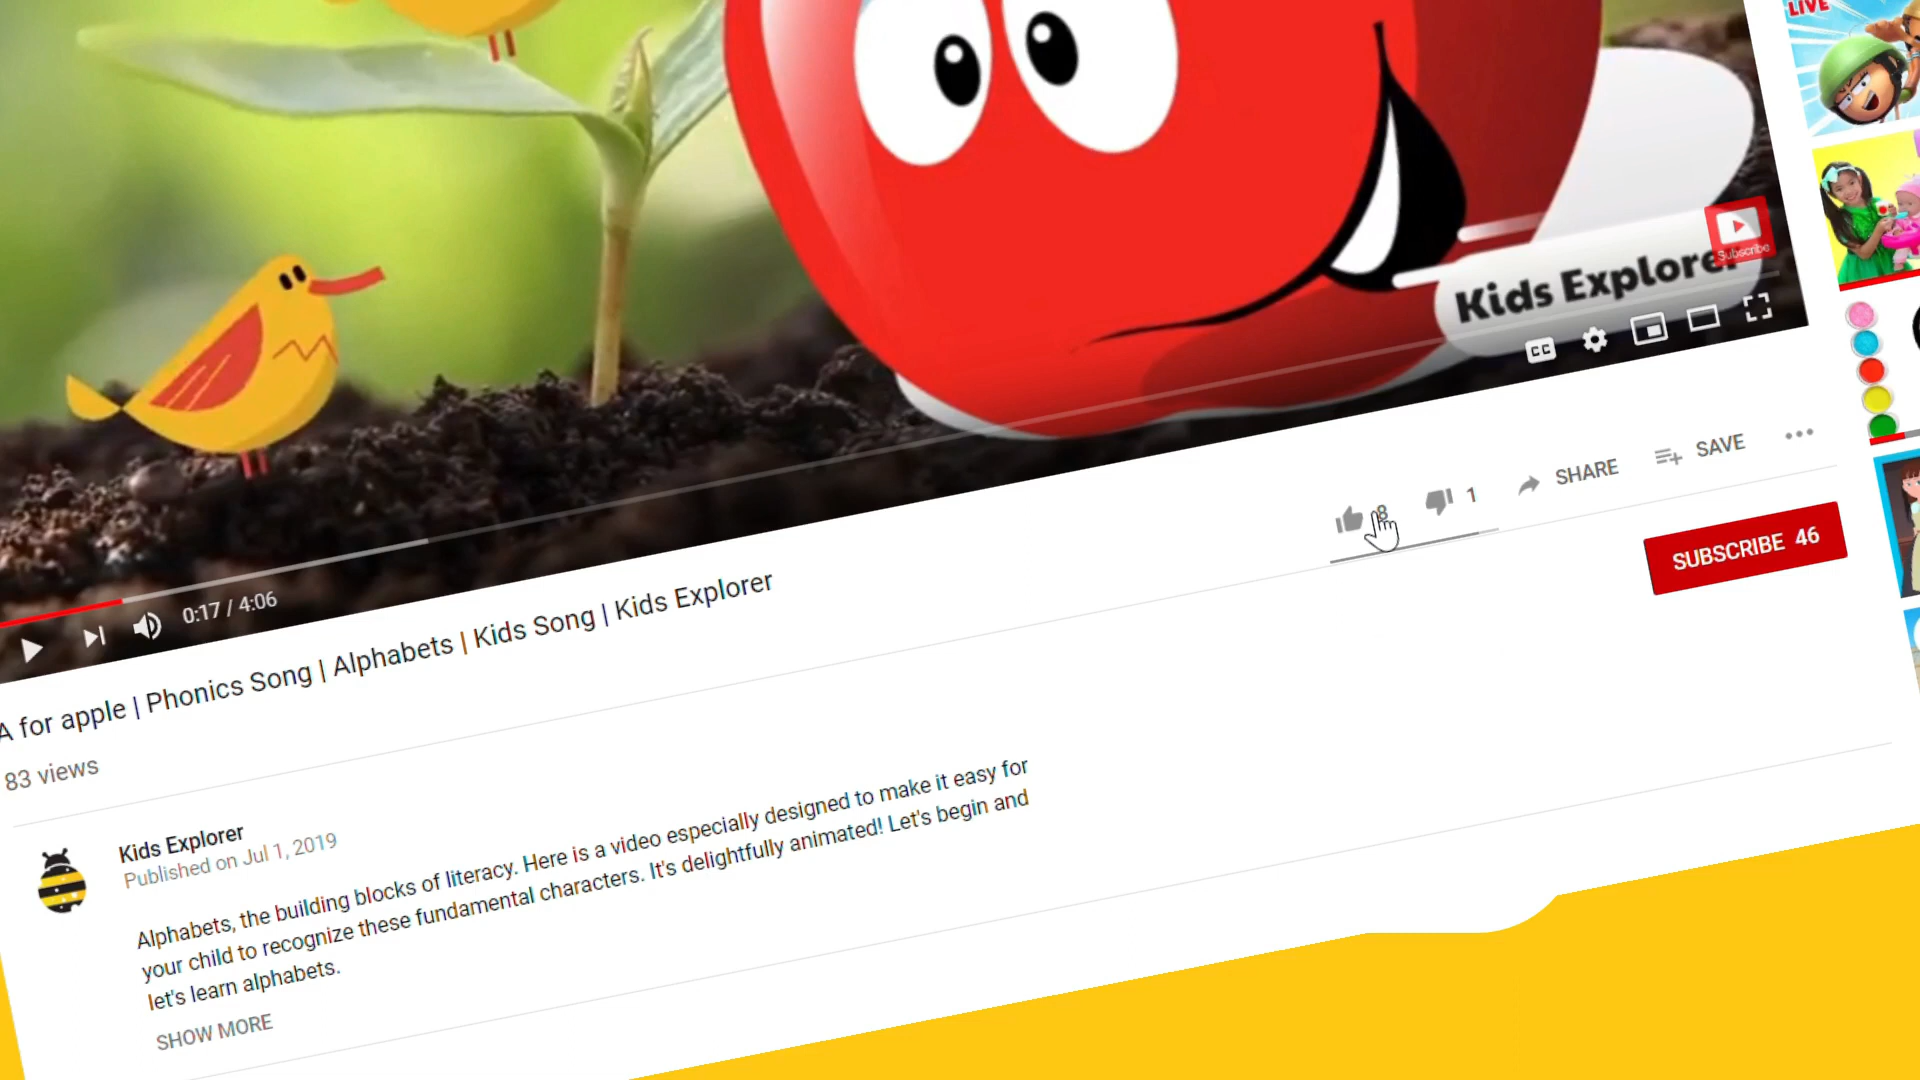 LIVE
Subscribe
Kids Explorer
CC
0:17 / 4:06
A for apple | Phonics Song | Alphabets | Kids Song | Kids Explorer
83 views
8
1
SHARE
SAVE
SUBSCRIBE 46
Kids Explorer
Published on Jul 1, 2019
Alphabets, the building blocks of literacy. Here is a video especially designed to make it easy for
your child to recognize these fundamental characters. It's delightfully animated! Let's begin and
let's learn alphabets.
SHOW MORE